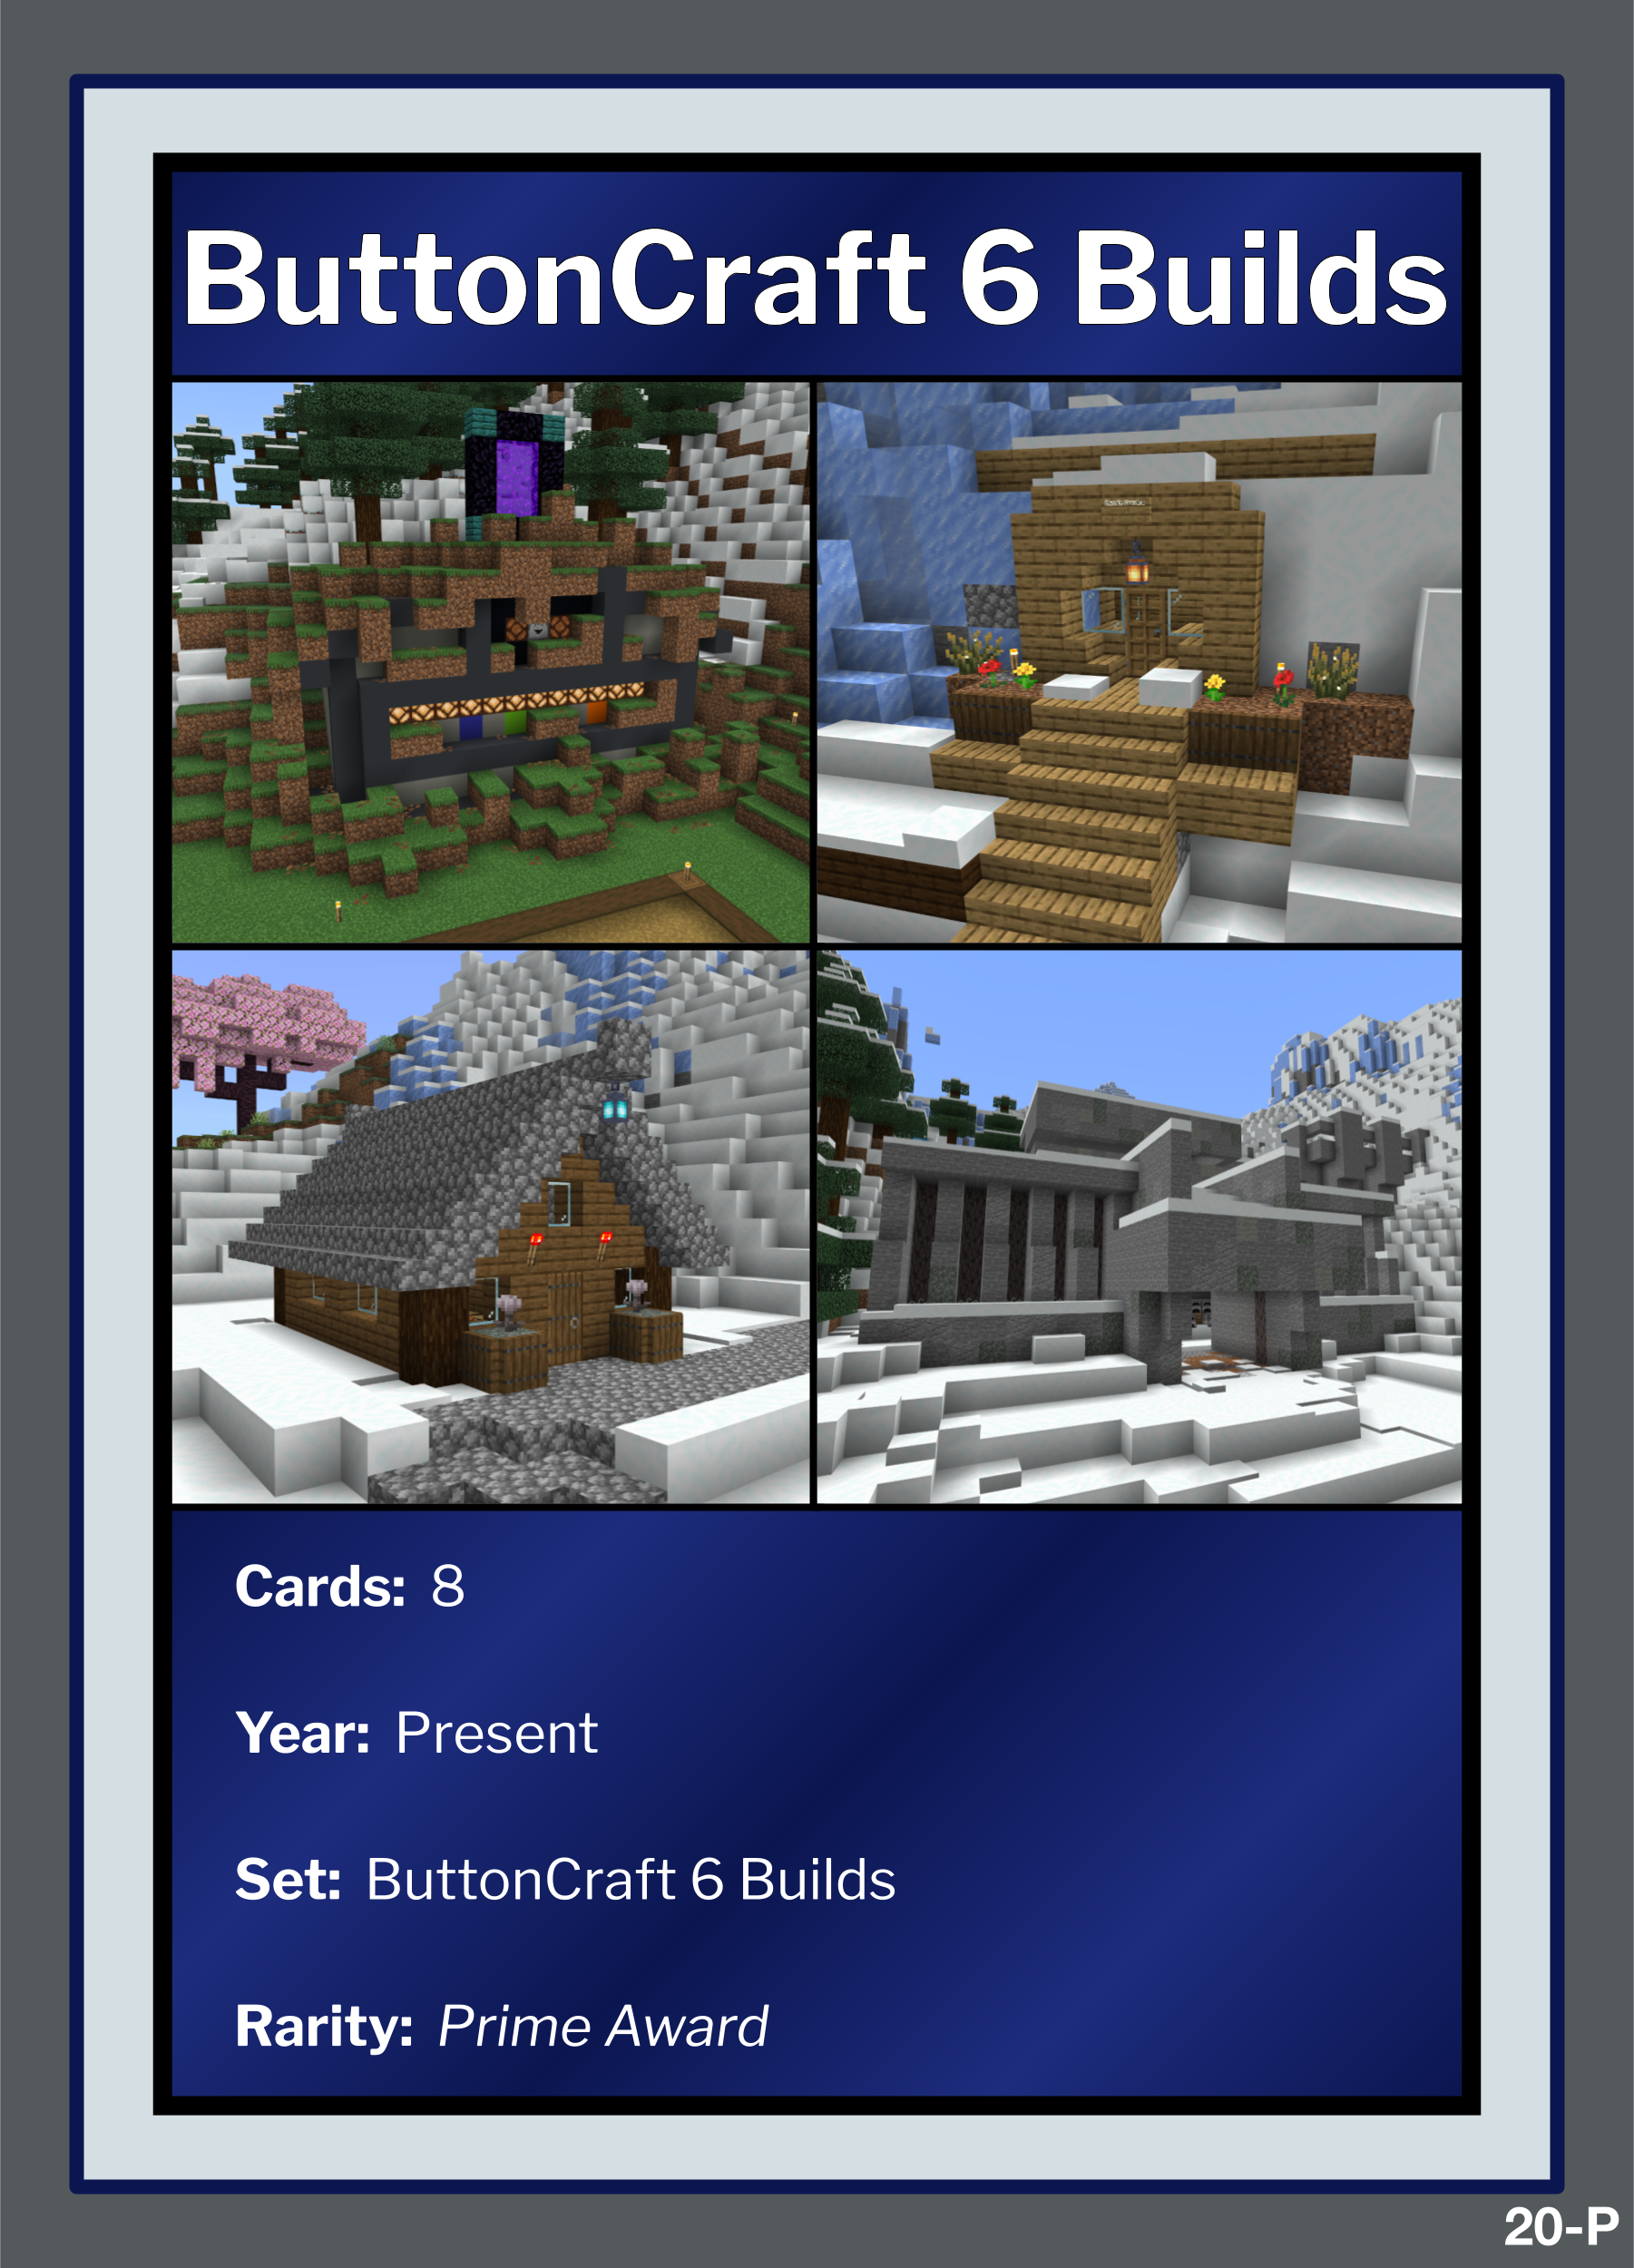 ButtonCraft 6 Builds
Cards: 8
Year: Present
Set: ButtonCraft 6 Builds
Rarity: Prime Award
20-P